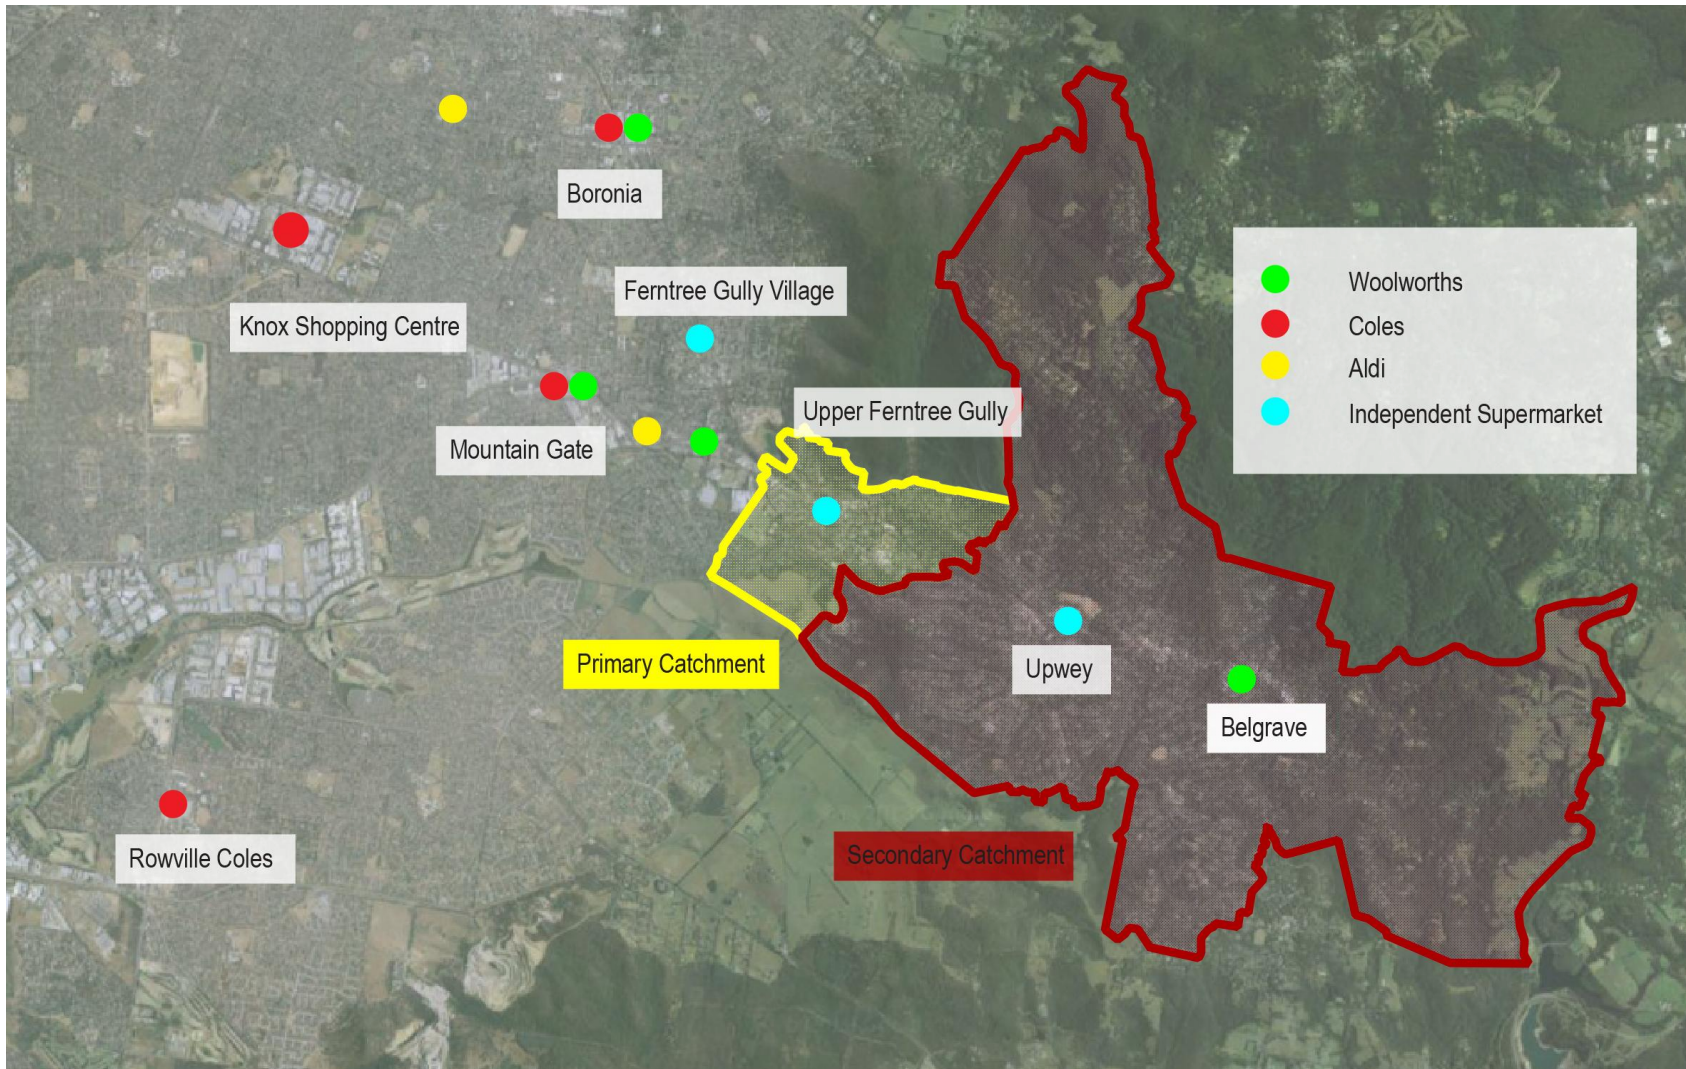 Boronia
Knox Shopping Centre
Ferntree Gully Village
Woolworths
Coles
Aldi
Independent Supermarket
Upper Ferntree Gully
Mountain Gate
Primary Catchment
Upwey
Belgrave
Rowville Coles
Secondary Catchment